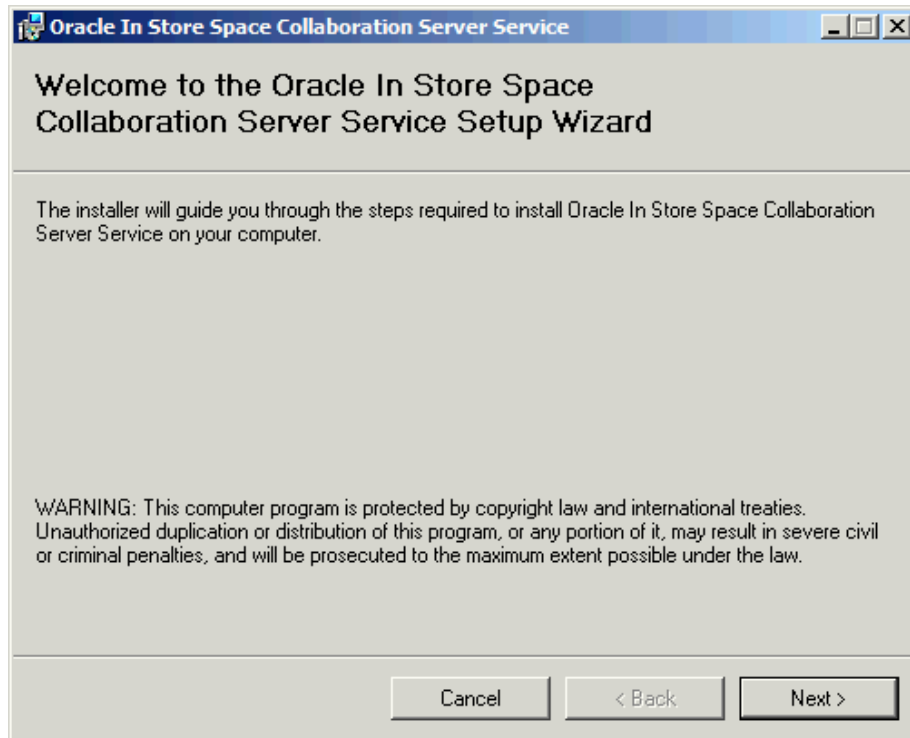 Oracle In Store Space Collaboration Server Service
Welcome to the Oracle In Store Space
Collaboration Server Service Setup Wizard
The installer will guide you through the steps required to install Oracle In Store Space Collaboration
Server Service on your computer.
WARNING: This computer program is protected by copyright law and international treaties.
Unauthorized duplication or distribution of this program, or any portion of it, may result in severe civil
or criminal penalties, and will be prosecuted to the maximum extent possible under the law.
Cancel < Back Next >